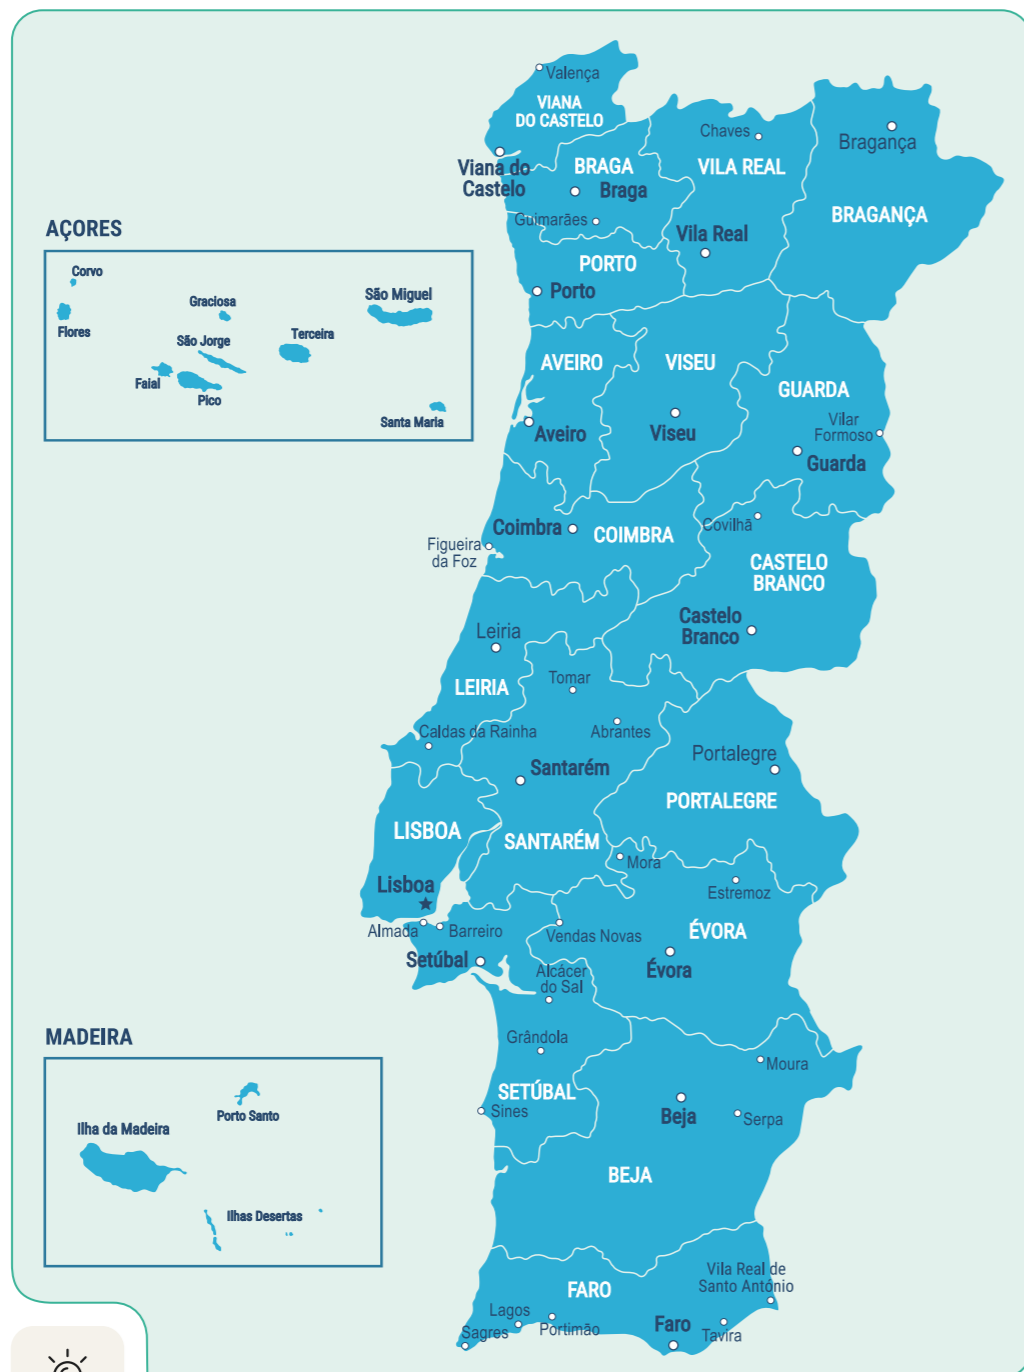 Valença
VIANA
DO CASTELO
Chaves
Bragança
Viana do
Castelo
BRAGA
Braga
VILA REAL
BRAGANÇA
Guimarães
Vila Real
PORTO
Porto
AÇORES
Corvo
Flores
Graciosa
São Jorge
Faial
Pico
Terceira
São Miguel
Santa Maria
AVEIRO
VISEU
GUARDA
Vilar
Formoso
Aveiro
Viseu
Guarda
Coimbra
COIMBRA
Covilhã
Figueira
da Foz
CASTELO
BRANCO
Castelo
Branco
Leiria
LEIRIA
Tomar
Abrantes
Caldas da Rainha
Santarém
Portalegre
PORTALEGRE
LISBOA
SANTARÉM
Mora
Estremoz
Lisboa
Almada
Barreiro
Vendas Novas
ÉVORA
Setúbal
Évora
Alcácer
do Sal
Grândola
Moura
SETÚBAL
Sines
Beja
Serpa
MADEIRA
Porto Santo
Ilha da Madeira
Ilhas Desertas
BEJA
Vila Real de
Santo António
FARO
Lagos
Portimão
Sagres
Faro
Tavira